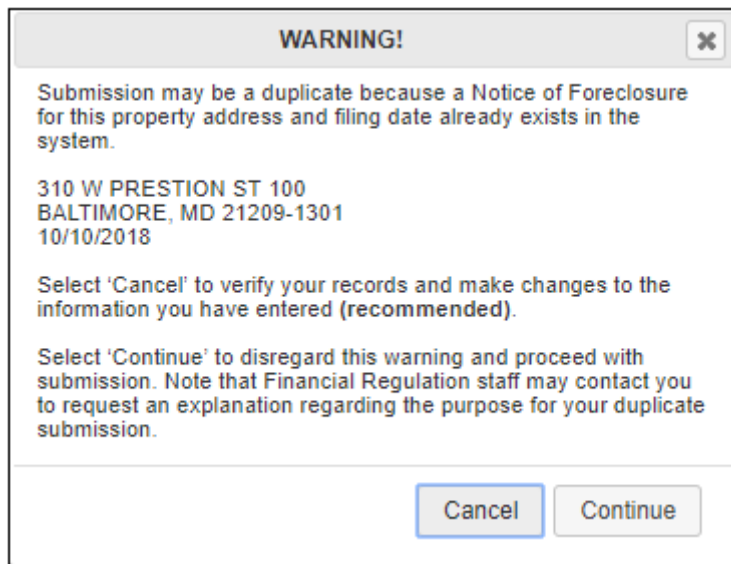 WARNING!
Submission may be a duplicate because a Notice of Foreclosure
for this property address and filing date already exists in the
system.
310 W PRESTION ST 100
BALTIMORE, MD 21209-1301
10/10/2018
Select 'Cancel' to verify your records and make changes to the
information you have entered (recommended).
Select 'Continue' to disregard this warning and proceed with
submission. Note that Financial Regulation staff may contact you
to request an explanation regarding the purpose for your duplicate
submission.
Cancel Continue